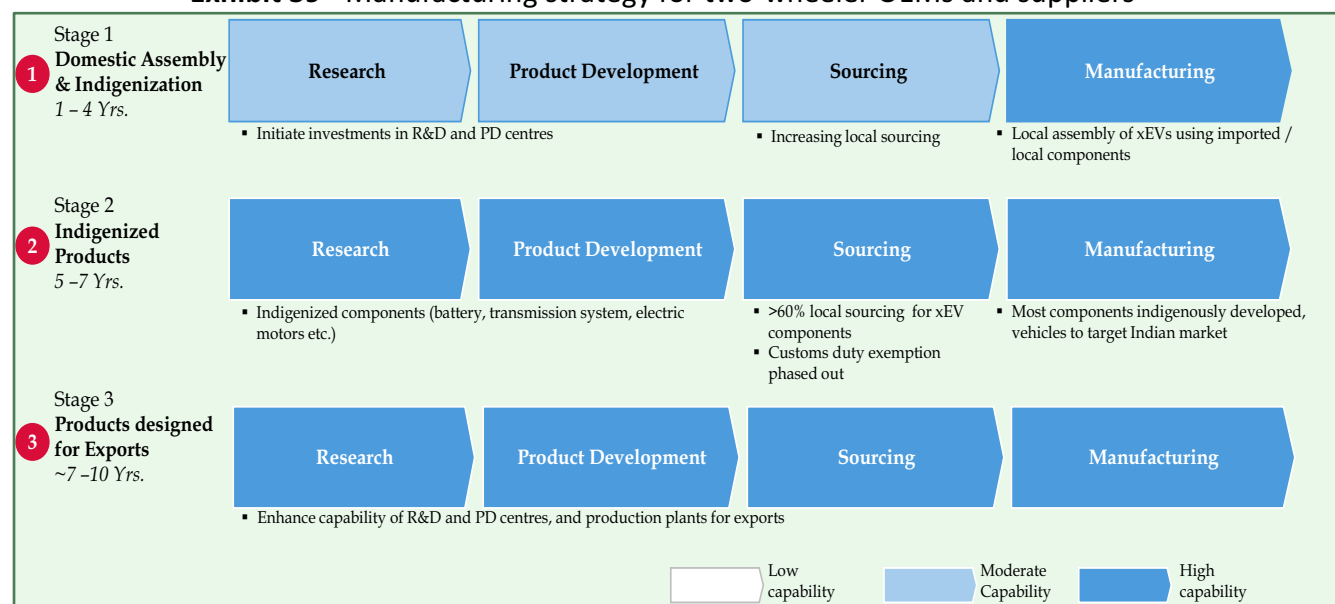 Stage 1
Domestic Assembly
& Indigenization
1 – 4 Yrs.
1
Research
Product Development
Sourcing
Manufacturing
▪ Initiate investments in R&D and PD centres
▪ Increasing local sourcing
▪ Local assembly of xEVs using imported /
local components
Stage 2
Indigenized
Products
5 –7 Yrs.
2
Research
Product Development
Sourcing
Manufacturing
▪ Indigenized components (battery, transmission system, electric
motors etc.)
▪ >60% local sourcing for xEV
components
▪ Customs duty exemption
phased out
▪ Most components indigenously developed,
vehicles to target Indian market
Stage 3
Products designed
for Exports
~7 –10 Yrs.
3
Research
Product Development
Sourcing
Manufacturing
▪ Enhance capability of R&D and PD centres, and production plants for exports
Low
capability
Moderate
Capability
High
capability